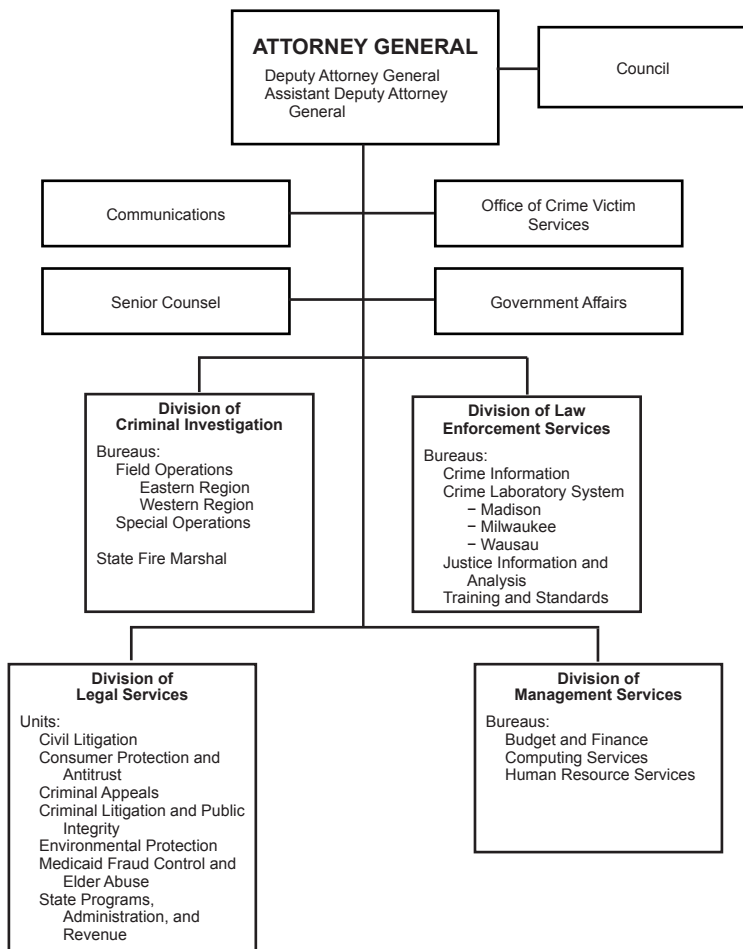 ATTORNEY GENERAL
Deputy Attorney General
Assistant Deputy Attorney
General
Council
Communications
Office of Crime Victim
Services
Senior Counsel
Government Affairs
Division of
Criminal Investigation
Bureaus:
Field Operations
Eastern Region
Western Region
Special Operations
State Fire Marshal
Division of Law
Enforcement Services
Bureaus:
Crime Information
Crime Laboratory System
− Madison
− Milwaukee
− Wausau
Justice Information and
Analysis
Training and Standards
Division of
Legal Services
Units:
Civil Litigation
Consumer Protection and
Antitrust
Criminal Appeals
Criminal Litigation and Public
Integrity
Environmental Protection
Medicaid Fraud Control and
Elder Abuse
State Programs,
Administration, and
Revenue
Division of
Management Services
Bureaus:
Budget and Finance
Computing Services
Human Resource Services